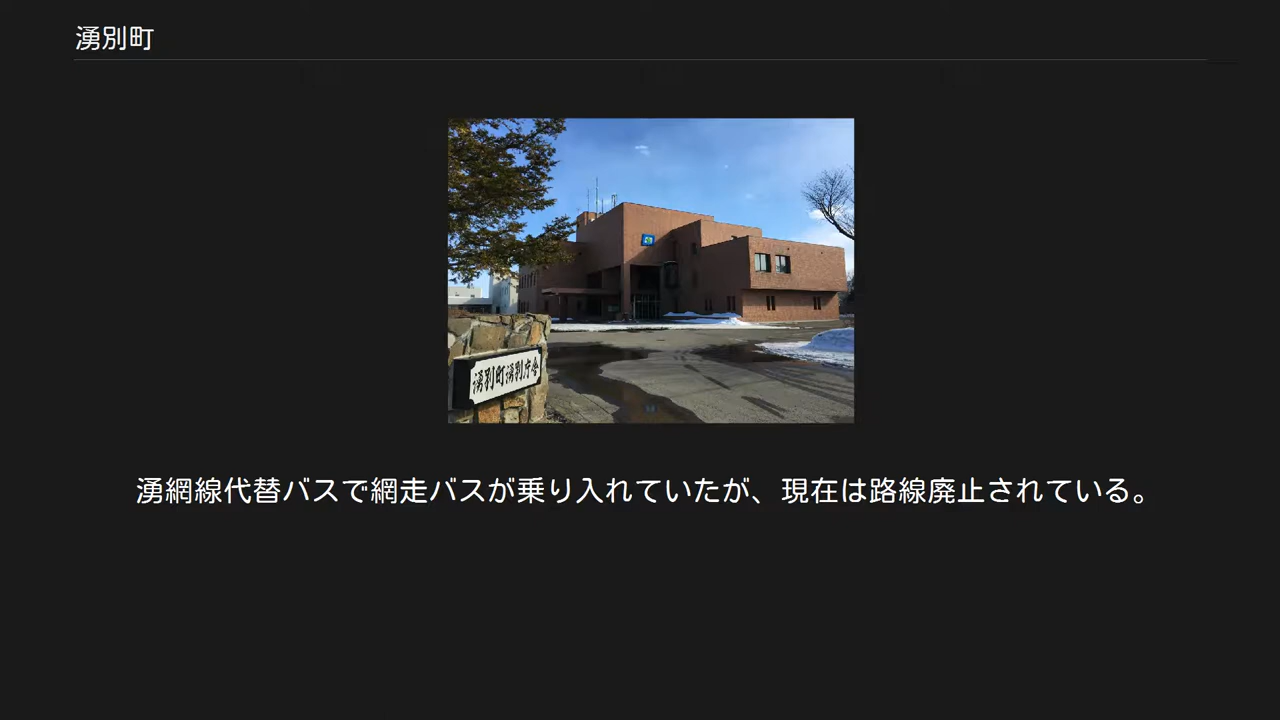 湧別町
湧別町湧別庁舎
湧網線代替バスで網走バスが乗り入れていたが、現在は路線廃止されている。